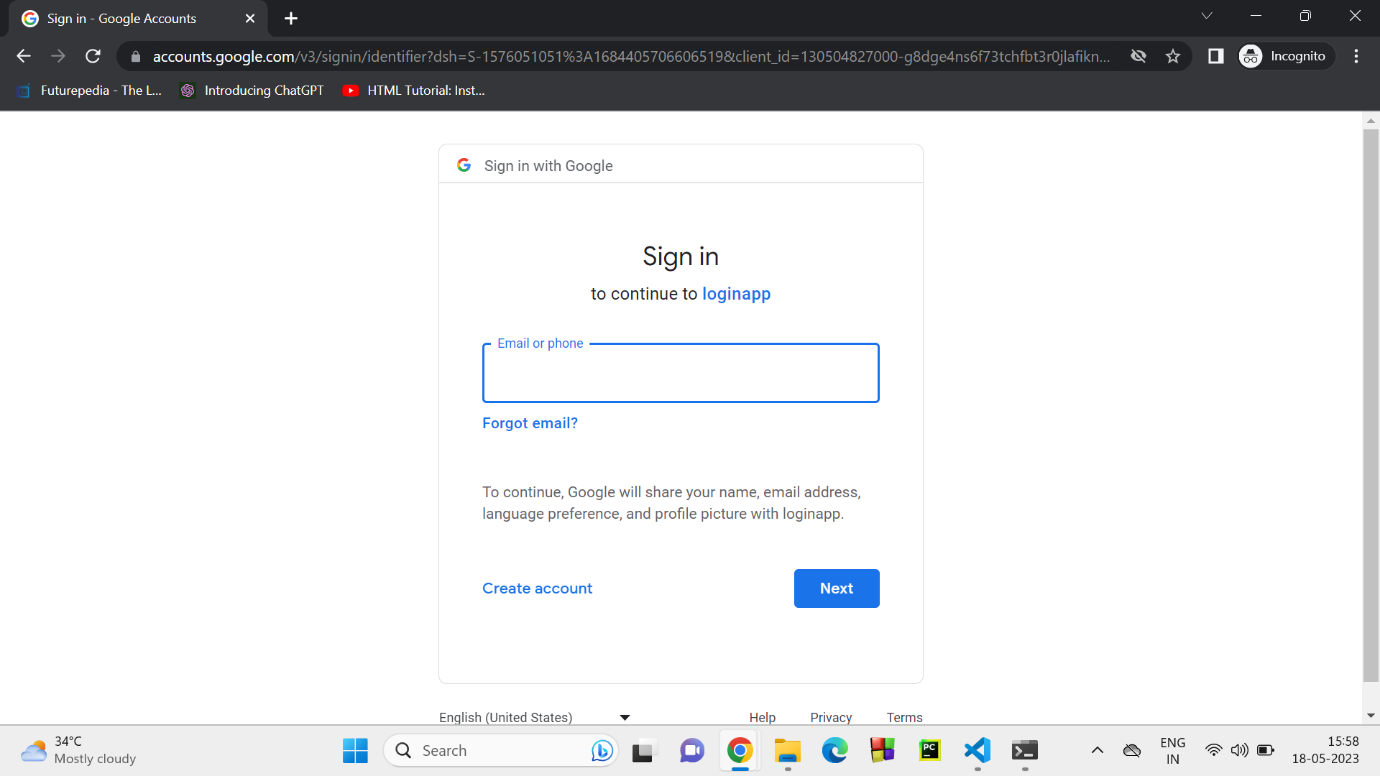 Sign in - Google Accounts
accounts.google.com/v3/signin/identifier?dsh=S-1576051051%3A1684405706606519&client_id=130504827000-g8dge4ns6f73tchfbt3r0jlafikn...
Incognito
Futurepedia - The L...
Introducing ChatGPT
HTML Tutorial: Inst...
Sign in with Google
Sign in
to continue to loginapp
Email or phone
Forgot email?
To continue, Google will share your name, email address,
language preference, and profile picture with loginapp.
Create account
Next
English (United States)
Help
Privacy
Terms
34°C
Mostly cloudy
Search
PC
ENG
IN
15:58
18-05-2023